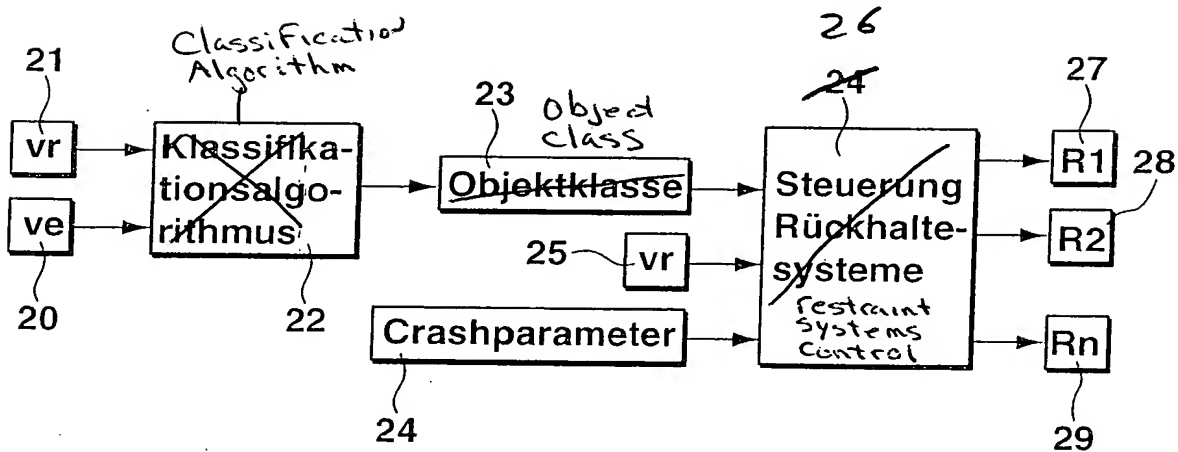 26
Classification
Algorithm
21
23
Object
class
24
27
vr
Klassifika-
tionsalgo-
rithmus
Objektklasse
Steuerung
Rückhalte-
systeme
restraint
systems
control
R1
28
ve
R2
25
vr
20
22
Crashparameter
Rn
24
29